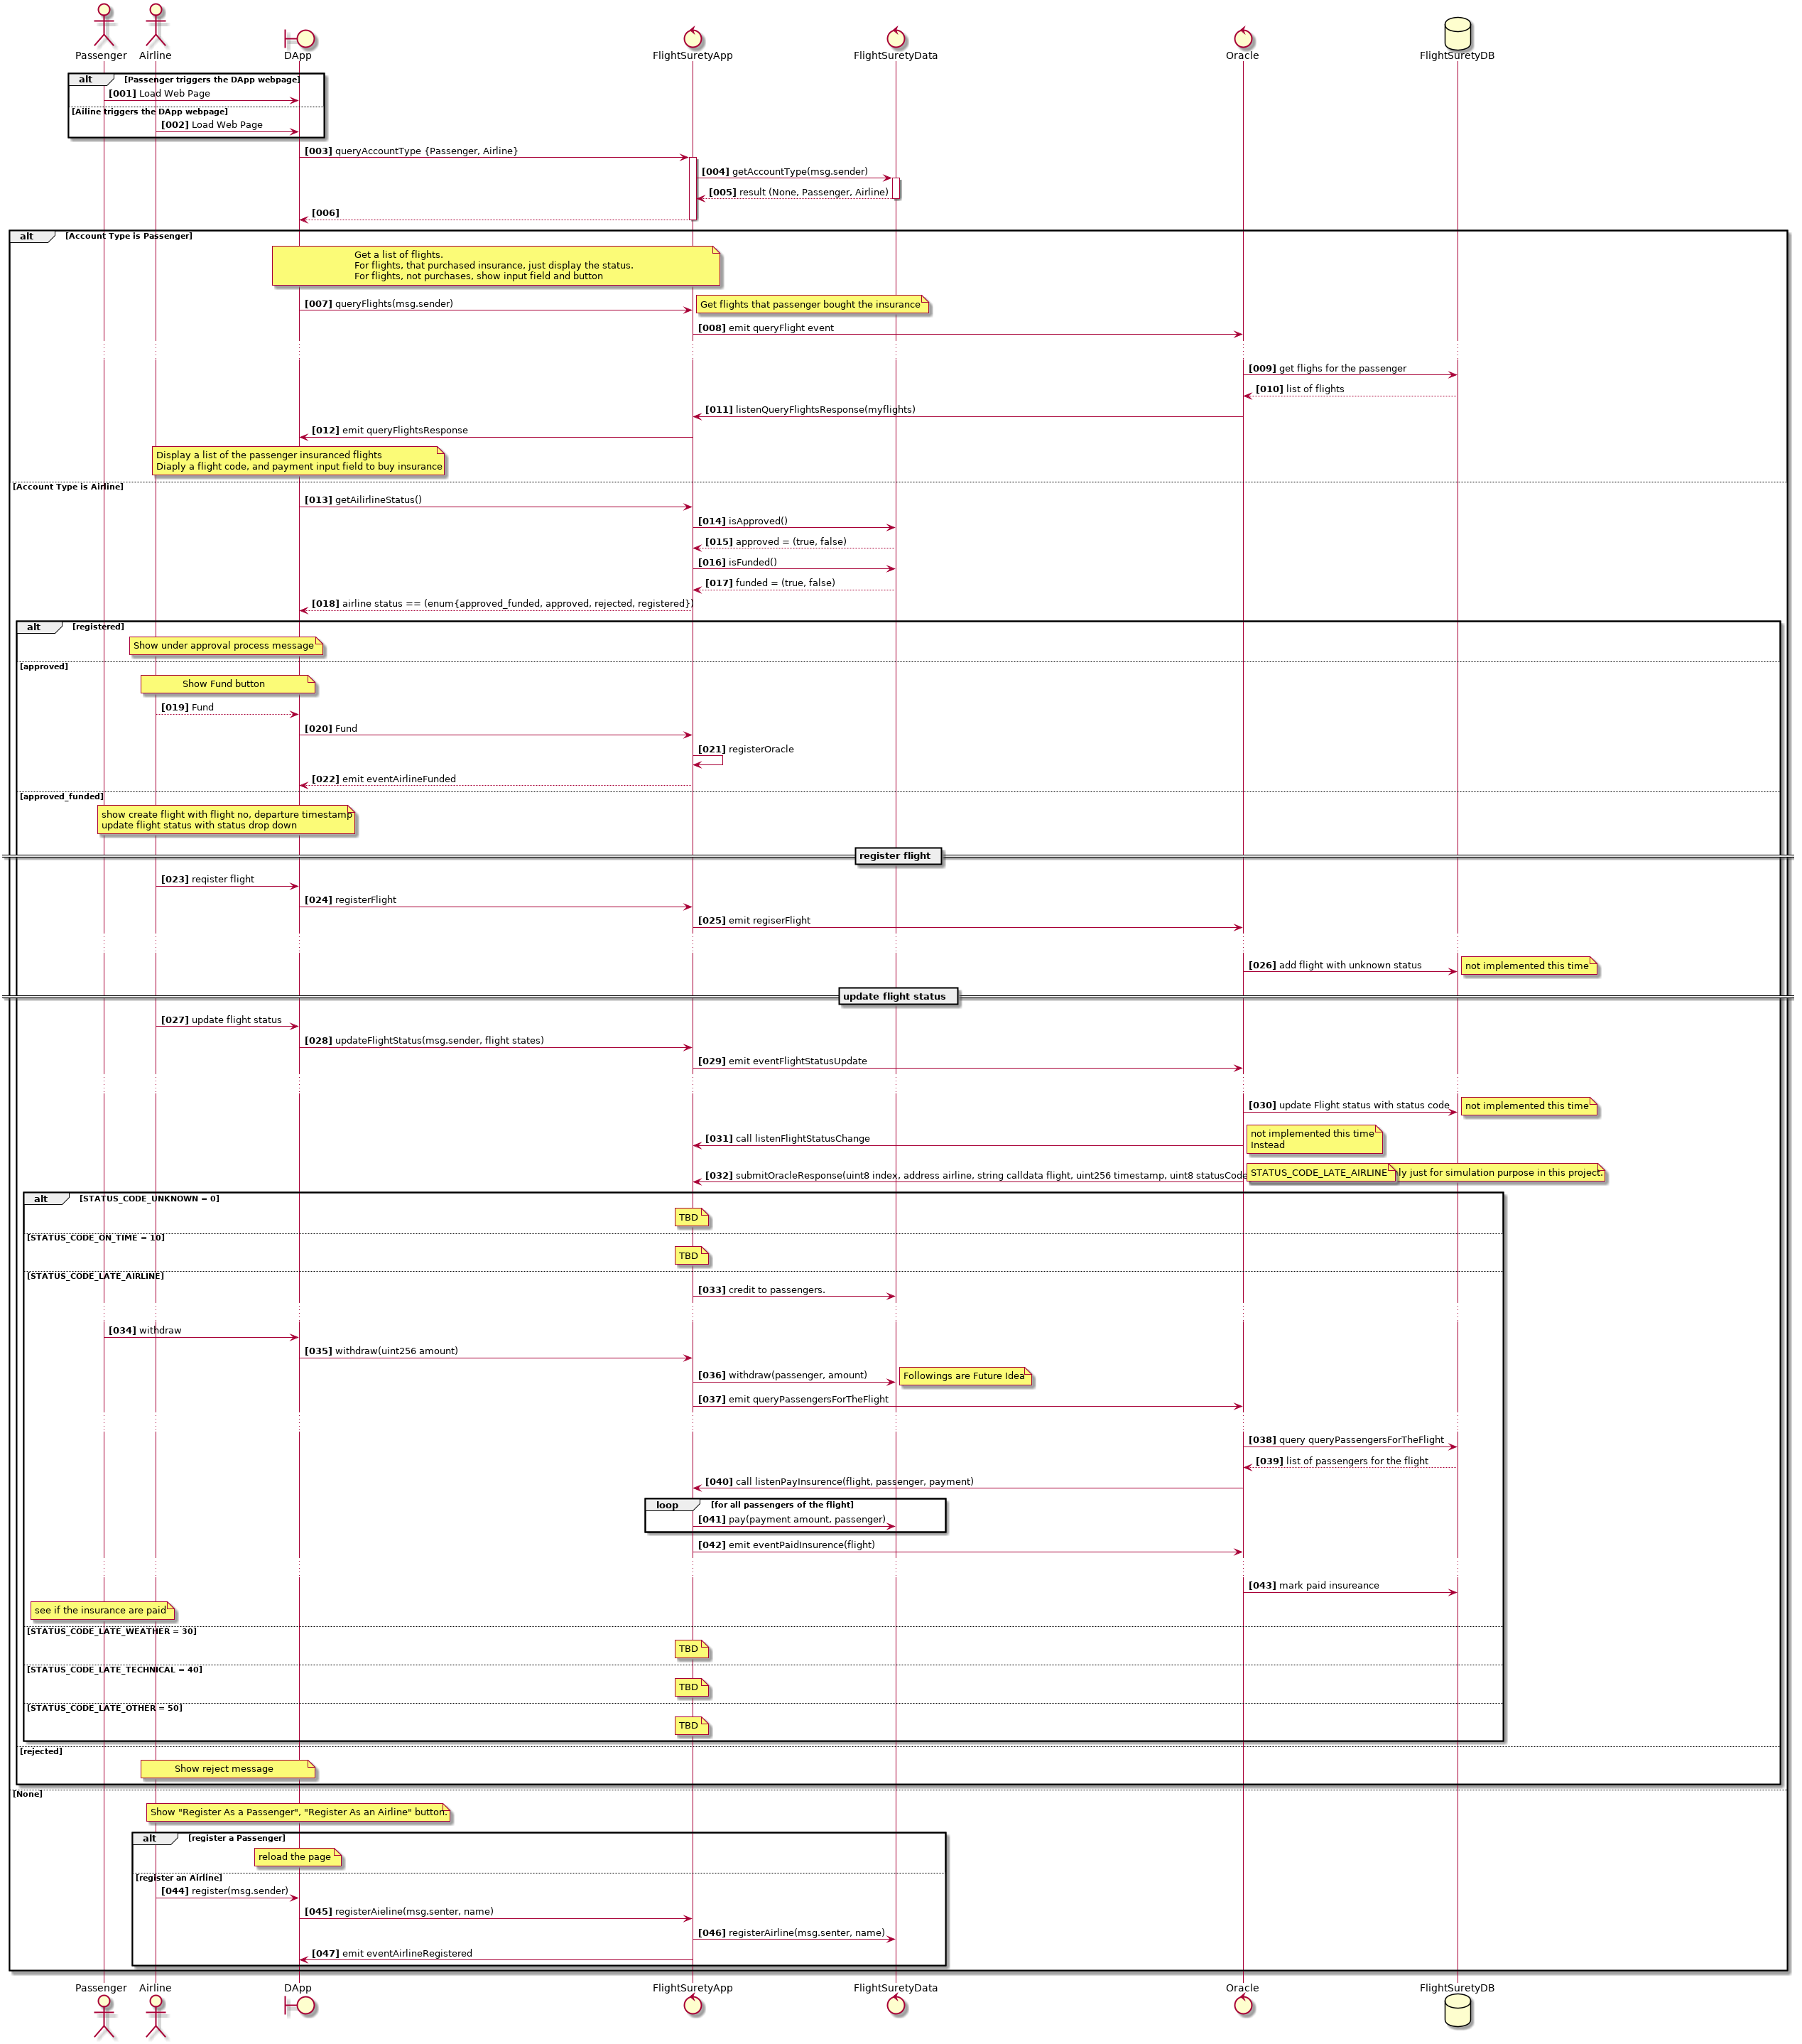 Passenger
Airline
DApp
FlightSuretyApp
FlightSuretyData
Oracle
FlightSuretyDB
alt [Passenger triggers the DApp webpage]
[001] Load Web Page
[Ailine triggers the DApp webpage]
[002] Load Web Page
[003] queryAccountType {Passenger, Airline}
[004] getAccountType(msg.sender)
[005] result (None, Passenger, Airline)
[006]
alt [Account Type is Passenger]
Get a list of flights.
For flights, that purchased insurance, just display the status.
For flights, not purchases, show input field and button
[007] queryFlights(msg.sender)
Get flights that passenger bought the insurance
[008] emit queryFlight event
[009] get flighs for the passenger
[010] list of flights
[011] listenQueryFlightsResponse(myflights)
[012] emit queryFlightsResponse
Display a list of the passenger insuranced flights
Diaply a flight code, and payment input field to buy insurance
[Account Type is Airline]
[013] getAilirlineStatus()
[014] isApproved()
[015] approved = (true, false)
[016] isFunded()
[017] funded = (true, false)
[018] airline status == (enum{approved_funded, approved, rejected, registered})
alt [registered]
Show under approval process message
[approved]
Show Fund button
[019] Fund
[020] Fund
[021] registerOracle
[022] emit eventAirlineFunded
[approved_funded]
show create flight with flight no, departure timestamp
update flight status with status drop down
register flight
[023] reqister flight
[024] registerFlight
[025] emit regiserFlight
[026] add flight with unknown status
not implemented this time
update flight status
[027] update flight status
[028] updateFlightStatus(msg.sender, flight states)
[029] emit eventFlightStatusUpdate
[030] update Flight status with status code
not implemented this time
[031] call listenFlightStatusChange
not implemented this time
Instead
[032] submitOracleResponse(uint8 index, address airline, string calldata flight, uint256 timestamp, uint8 statusCode
STATUS_CODE_LATE_AIRLINE
just for simulation purpose in this project.
alt [STATUS_CODE_UNKNOWN = 0]
TBD
[STATUS_CODE_ON_TIME = 10]
TBD
[STATUS_CODE_LATE_AIRLINE]
[033] credit to passengers.
[034] withdraw
[035] withdraw(uint256 amount)
[036] withdraw(passenger, amount)
Followings are Future Idea
[037] emit queryPassengersForTheFlight
[038] query queryPassengersForTheFlight
[039] list of passengers for the flight
[040] call listenPayInsurence(flight, passenger, payment)
loop [for all passengers of the flight]
[041] pay(payment amount, passenger)
[042] emit eventPaidInsurence(flight)
[043] mark paid insureance
see if the insurance are paid
[STATUS_CODE_LATE_WEATHER = 30]
TBD
[STATUS_CODE_LATE_TECHNICAL = 40]
TBD
[STATUS_CODE_LATE_OTHER = 50]
TBD
[rejected]
Show reject message
[None]
Show "Register As a Passenger", "Register As an Airline" button.
alt [register a Passenger]
reload the page
[register an Airline]
[044] register(msg.sender)
[045] registerAieline(msg.senter, name)
[046] registerAirline(msg.senter, name)
[047] emit eventAirlineRegistered
Passenger
Airline
DApp
FlightSuretyApp
FlightSuretyData
Oracle
FlightSuretyDB